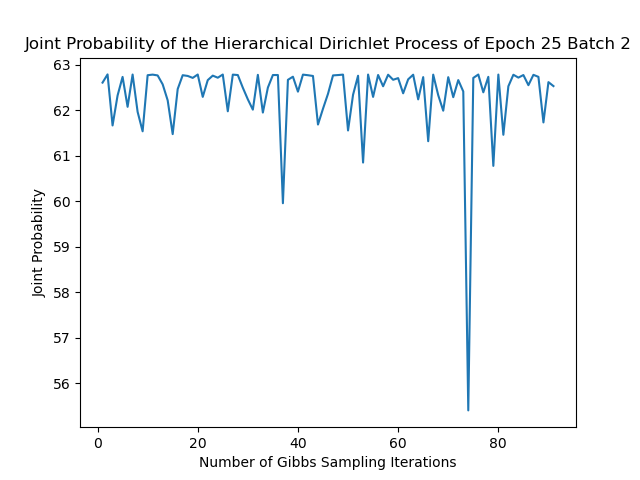 Joint Probability of the Hierarchical Dirichlet Process of Epoch 25 Batch 2
63
62
61
60
59
58
57
56
Joint Probability
0 20 40 60 80
Number of Gibbs Sampling Iterations